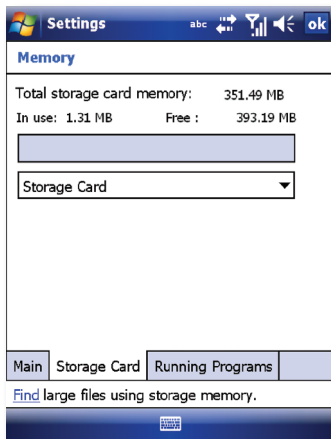 Settings abc ok
Memory
Total storage card memory: 351.49 MB
In use: 1.31 MB Free : 393.19 MB
Storage Card
Main Storage Card Running Programs
Find large files using storage memory.